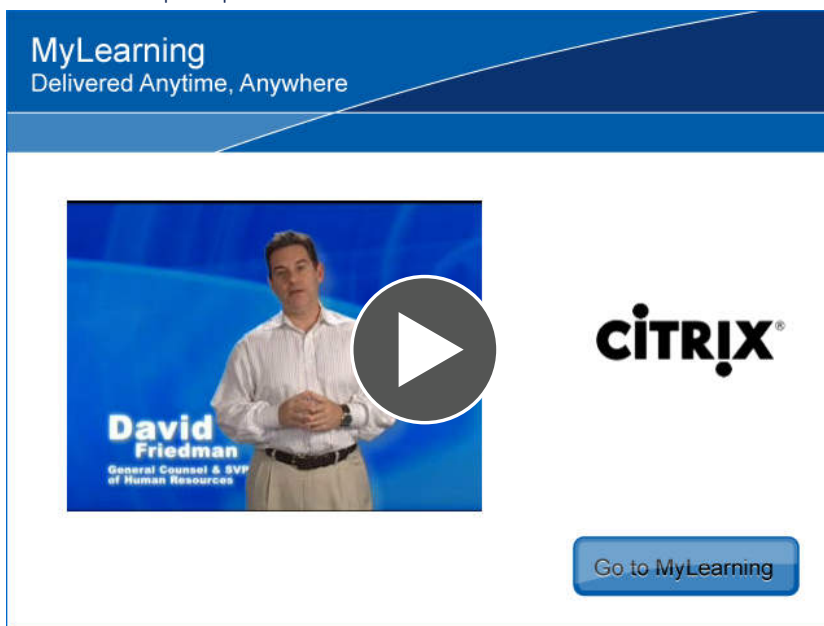 MyLearning
Delivered Anytime, Anywhere
David
Friedman
General Counsel & SVP
of Human Resources
CiTRIX®
Go to MyLearning